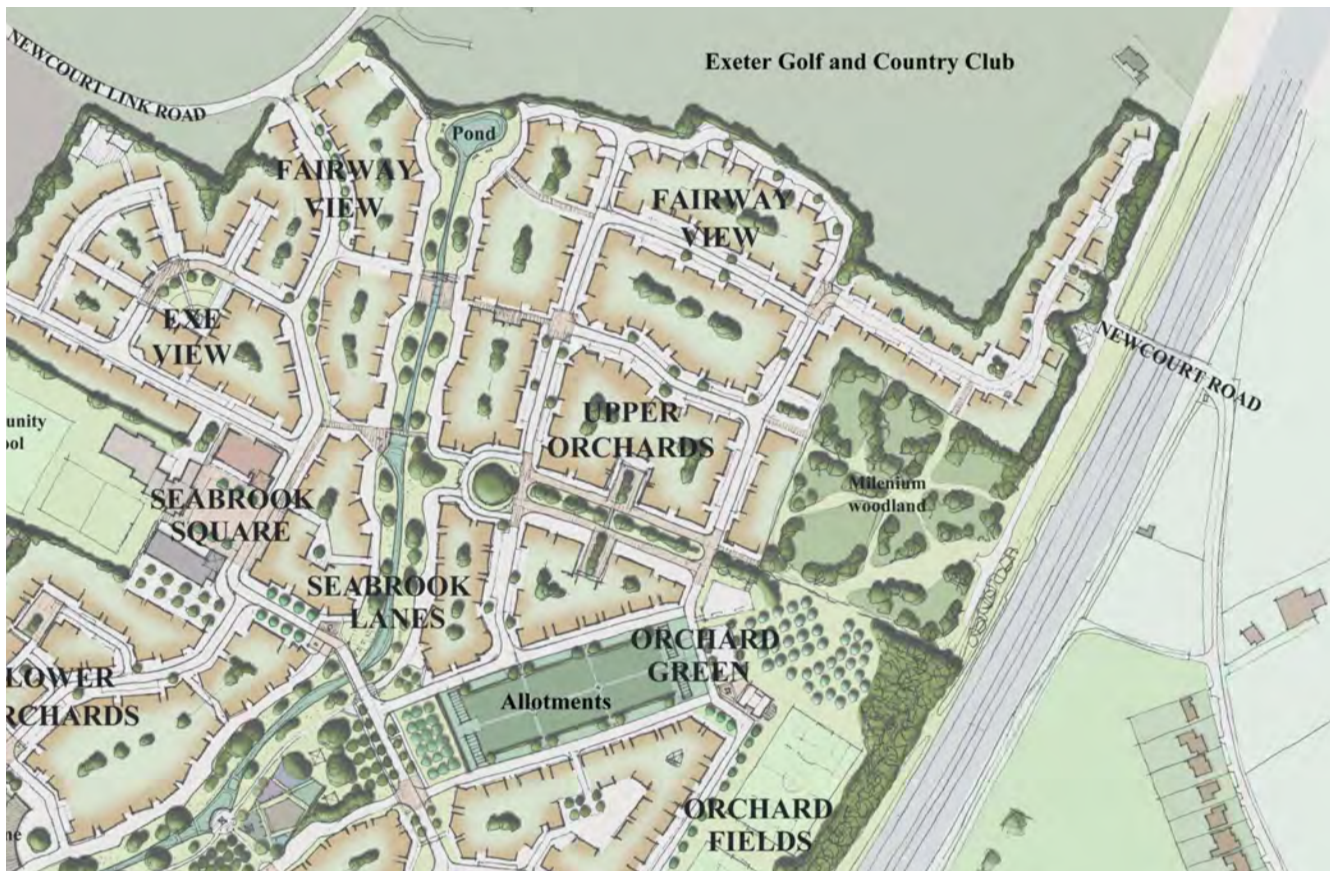 Exeter Golf and Country Club
NEWCOURT LINK ROAD
Pond
FAIRWAY
VIEW
FAIRWAY
VIEW
EXE
VIEW
NEWCOURT ROAD
UPPER
ORCHARDS
unity
ool
SEABROOK
SQUARE
Milenium
woodland
SEABROOK
LANES
ORCHARD
GREEN
LOWER
RCHARDS
Allotments
ORCHARD
FIELDS
ne